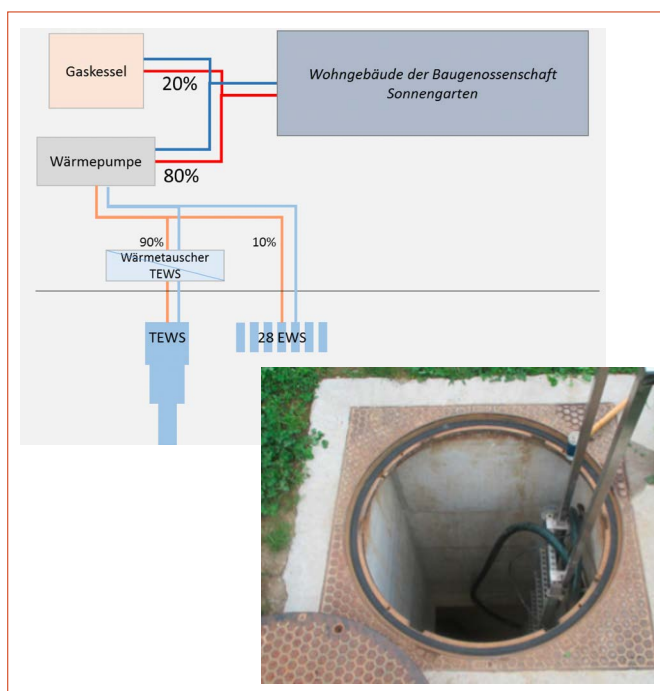 Gaskessel
20%
Wohngebäude der Baugenossenschaft
Sonnengarten
Wärmepumpe
80%
90%
10%
Wärmetauscher
TEWS
TEWS
28 EWS